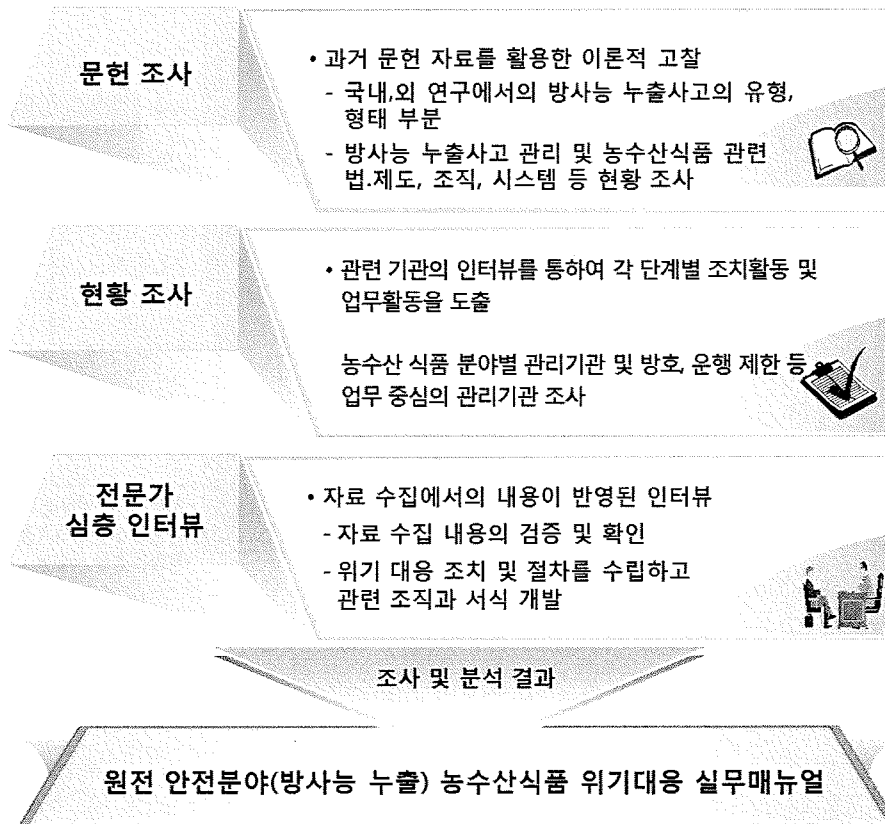 문헌 조사
• 과거 문헌 자료를 활용한 이론적 고찰
- 국내,외 연구에서의 방사능 누출사고의 유형,
형태 부분
- 방사능 누출사고 관리 및 농수산식품 관련
법.제도, 조직, 시스템 등 현황 조사
현황 조사
• 관련 기관의 인터뷰를 통하여 각 단계별 조치활동 및
업무활동을 도출
농수산 식품 분야별 관리기관 및 방호, 운행 제한 등
업무 중심의 관리기관 조사
전문가
심층 인터뷰
• 자료 수집에서의 내용이 반영된 인터뷰
- 자료 수집 내용의 검증 및 확인
- 위기 대응 조치 및 절차를 수립하고
관련 조직과 서식 개발
조사 및 분석 결과
원전 안전분야(방사능 누출) 농수산식품 위기대응 실무매뉴얼